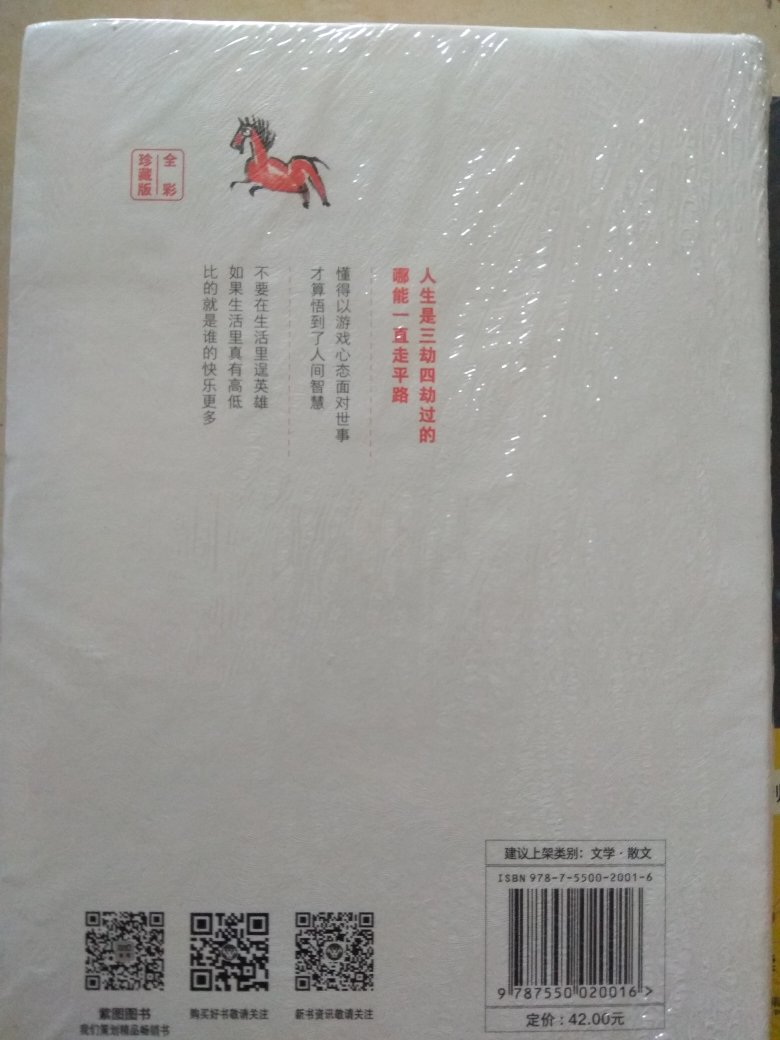 全彩
珍藏版
人生是三劫四劫过的
哪能一直走平路
懂得以游戏心态面对世事
才算悟到了人间智慧
不要在生活里逞英雄
如果生活里真有高低
比的就是谁的快乐更多
建议上架类别：文学·散文
ISBN 978-7-5500-2001-6
9 787550 020016 >
定价：42.00元
紫图图书
我们策划精品畅销书
购买好书敬请关注
新书资讯敬请关注